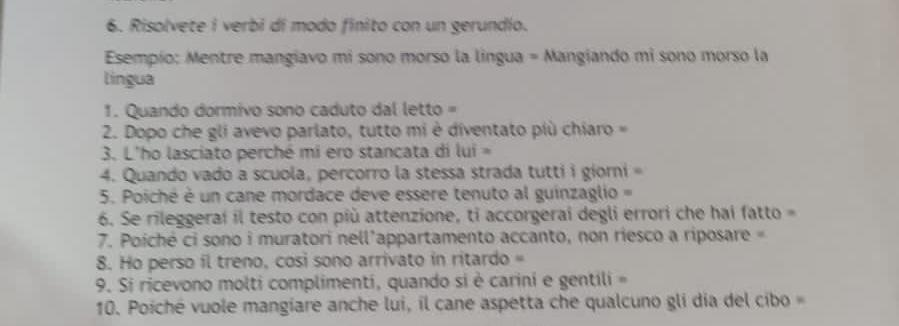 6. Risolvete i verbi di modo finito con un gerundio.
Esempio: Mentre mangiavo mi sono morso la lingua = Mangiando mi sono morso la
lingua
1. Quando dormivo sono caduto dal letto =
2. Dopo che gli avevo parlato, tutto mi è diventato più chiaro =
3. L'ho lasciato perché mi ero stancata di lui =
4. Quando vado a scuola, percorro la stessa strada tutti i giorni =
5. Poiché è un cane mordace deve essere tenuto al guinzaglio =
6. Se rileggerai il testo con più attenzione, ti accorgerai degli errori che hai fatto =
7. Poiché ci sono i muratori nell'appartamento accanto, non riesco a riposare =
8. Ho perso il treno, così sono arrivato in ritardo =
9. Si ricevono molti complimenti, quando si è carini e gentili =
10. Poiché vuole mangiare anche lui, il cane aspetta che qualcuno gli dia del cibo =